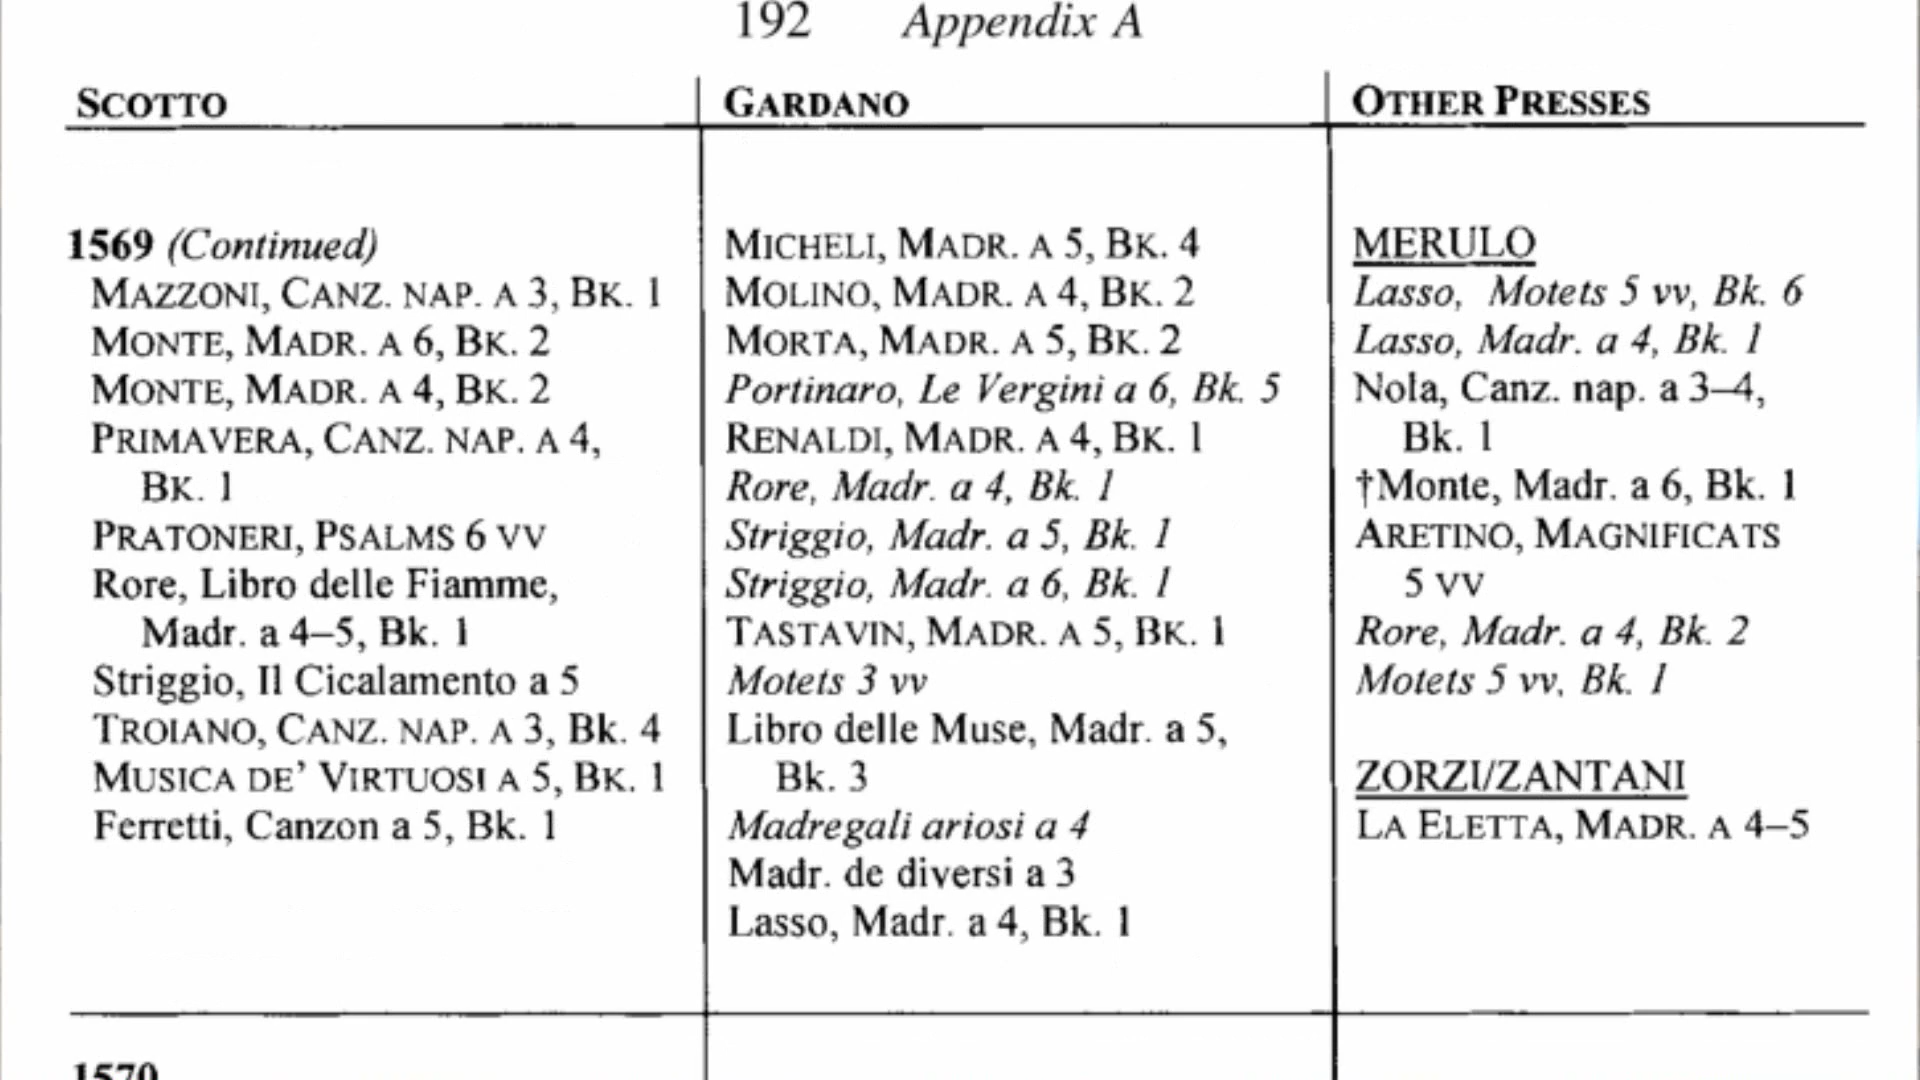 192 Appendix A
SCOTTO
1569 (Continued)
MAZZONI, CANZ. NAP. A 3, BK. 1
MONTE, MADR. A 6, BK. 2
MONTE, MADR. A 4, BK. 2
PRIMAVERA, CANZ. NAP. A 4,
BK. 1
PRATONERI, PSALMS 6 VV
Rore, Libro delle Fiamme,
Madr. a 4–5, Bk. 1
Striggio, Il Cicalamento a 5
TROIANO, CANZ. NAP. A 3, Bk. 4
MUSICA DE' VIRTUOSI A 5, BK. 1
Ferretti, Canzon a 5, Bk. 1
1570
GARDANO
MICHELI, MADR. A 5, BK. 4
MOLINO, MADR. A 4, BK. 2
MORTA, MADR. A 5, BK. 2
Portinaro, Le Vergini a 6, Bk. 5
RENALDI, MADR. A 4, BK. 1
Rore, Madr. a 4, Bk. 1
Striggio, Madr. a 5, Bk. 1
Striggio, Madr. a 6, Bk. 1
TASTAVIN, MADR. A 5, BK. 1
Motets 3 vv
Libro delle Muse, Madr. a 5,
Bk. 3
Madregali ariosi a 4
Madr. de diversi a 3
Lasso, Madr. a 4, Bk. 1
OTHER PRESSES
MERULO
Lasso, Motets 5 vv, Bk. 6
Lasso, Madr. a 4, Bk. 1
Nola, Canz. nap. a 3–4,
Bk. 1
†Monte, Madr. a 6, Bk. 1
ARETINO, MAGNIFICATS
5 VV
Rore, Madr. a 4, Bk. 2
Motets 5 vv, Bk. 1
ZORZI/ZANTANI
LA ELETTA, MADR. A 4–5